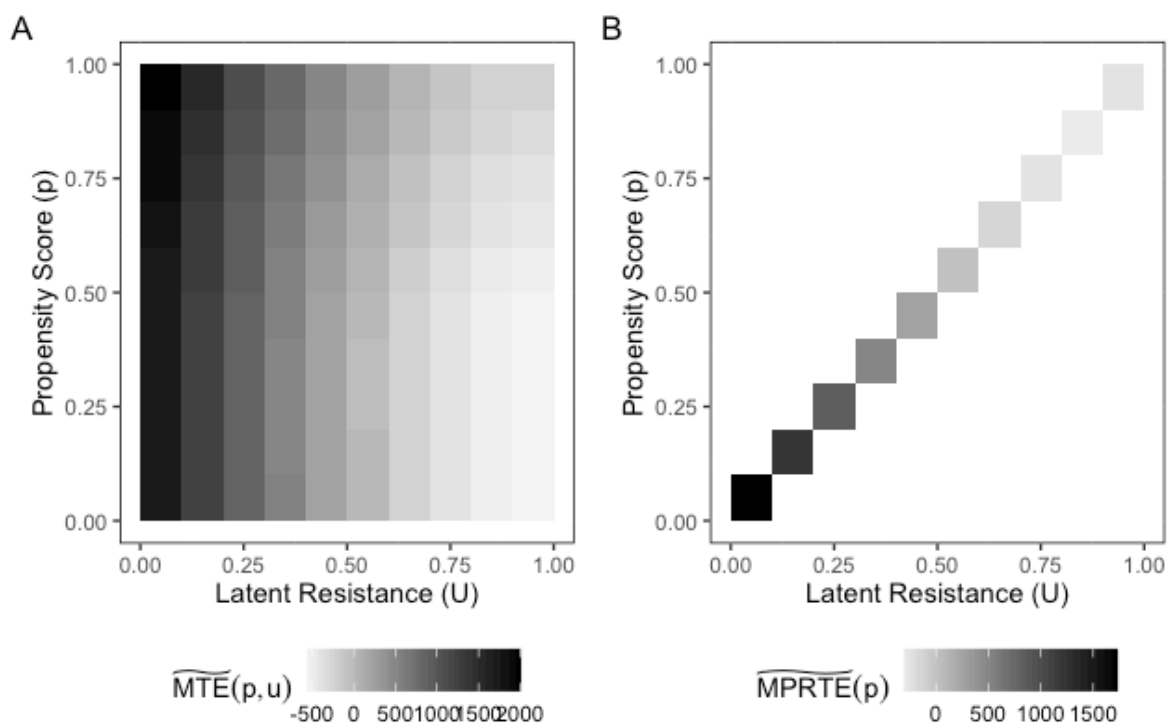 A
Propensity Score (p)
1.00
0.75
0.50
0.25
0.00
0.00 0.25 0.50 0.75 1.00
Latent Resistance (U)
MTE(p, u)
-500 0 500 1000 1500 2000
B
Propensity Score (p)
1.00
0.75
0.50
0.25
0.00
0.00 0.25 0.50 0.75 1.00
Latent Resistance (U)
MPRTE(p)
0 500 1000 1500